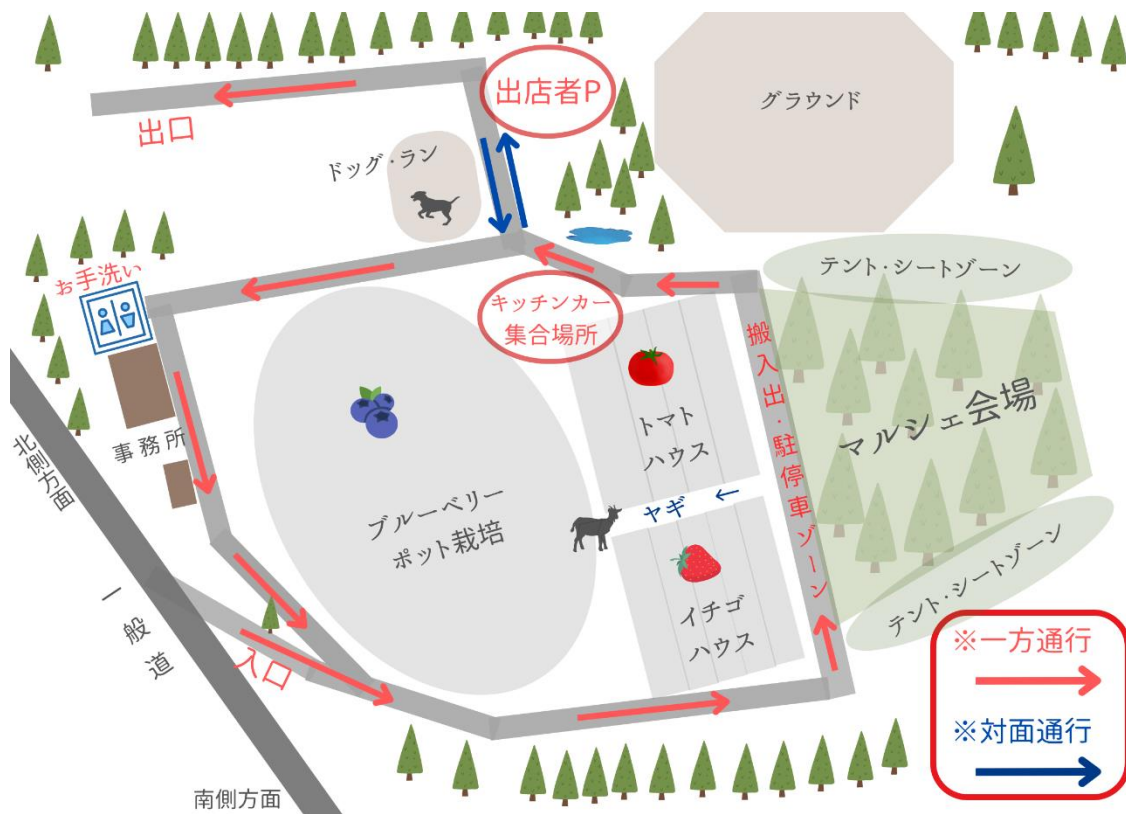 出店者P
グラウンド
出口
ドッグ・ラン
お手洗い
テント・シートゾーン
キッチンカー
集合場所
搬入出・駐停車ゾーン
マルシェ会場
トマト
ハウス
事務所
北側方面
ブルーベリー
ポット栽培
ヤギ ←
イチゴ
ハウス
テント・シートゾーン
一般道
入口
※一方通行
※対面通行
南側方面